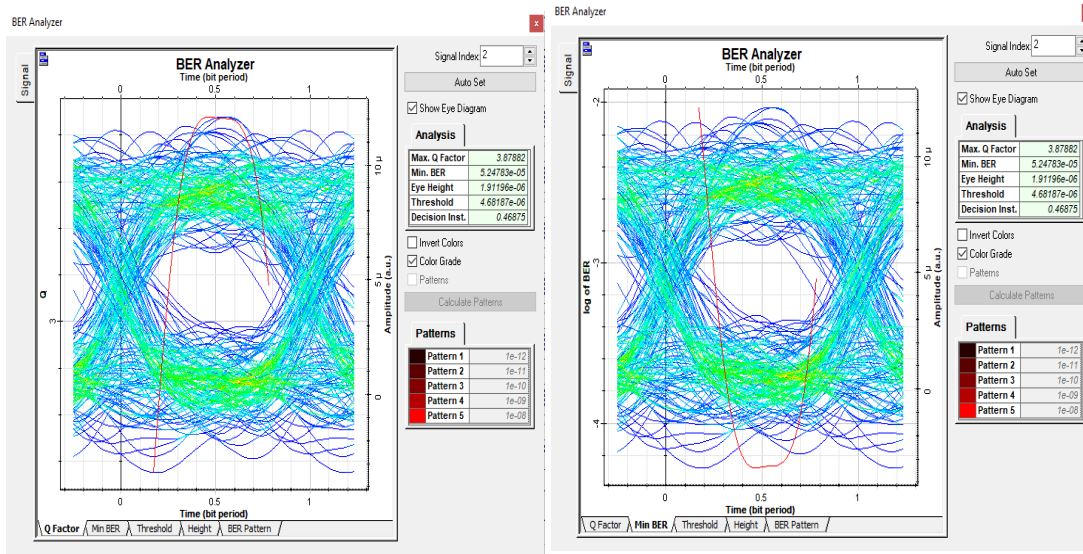 BER Analyzer
x
Signal
BER Analyzer
Time (bit period)
0 0.5 1
Q
3
10 µ
5 µ
0
Amplitude (a.u.)
0 0.5 1
Time (bit period)
Q Factor Min BER Threshold Height BER Pattern
Signal Index: 2
Auto Set
Show Eye Diagram
Analysis
Max. Q Factor 3.87882
Min. BER 5.24783e-05
Eye Height 1.91196e-06
Threshold 4.68187e-06
Decision Inst. 0.46875
Invert Colors
Color Grade
Patterns
Calculate Patterns
Patterns
Pattern 1 1e-12
Pattern 2 1e-11
Pattern 3 1e-10
Pattern 4 1e-09
Pattern 5 1e-08
BER Analyzer
Signal
BER Analyzer
Time (bit period)
0 0.5 1
log of BER
-2
-3
-4
10 µ
5 µ
0
Amplitude (a.u.)
0 0.5 1
Time (bit period)
Q Factor Min BER Threshold Height BER Pattern
Signal Index: 2
Auto Set
Show Eye Diagram
Analysis
Max. Q Factor 3.87882
Min. BER 5.24783e-05
Eye Height 1.91196e-06
Threshold 4.68187e-06
Decision Inst. 0.46875
Invert Colors
Color Grade
Patterns
Calculate Patterns
Patterns
Pattern 1 1e-12
Pattern 2 1e-11
Pattern 3 1e-10
Pattern 4 1e-09
Pattern 5 1e-08